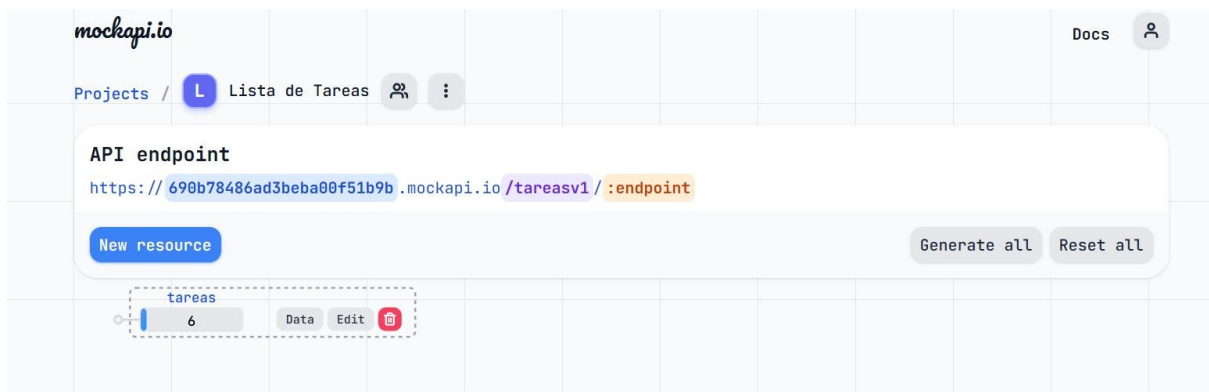 mockapi.io
Docs
Projects / L Lista de Tareas
API endpoint
https://690b78486ad3beba00f51b9b.mockapi.io/tareasv1/:endpoint
New resource
Generate all Reset all
tareas
6 Data Edit